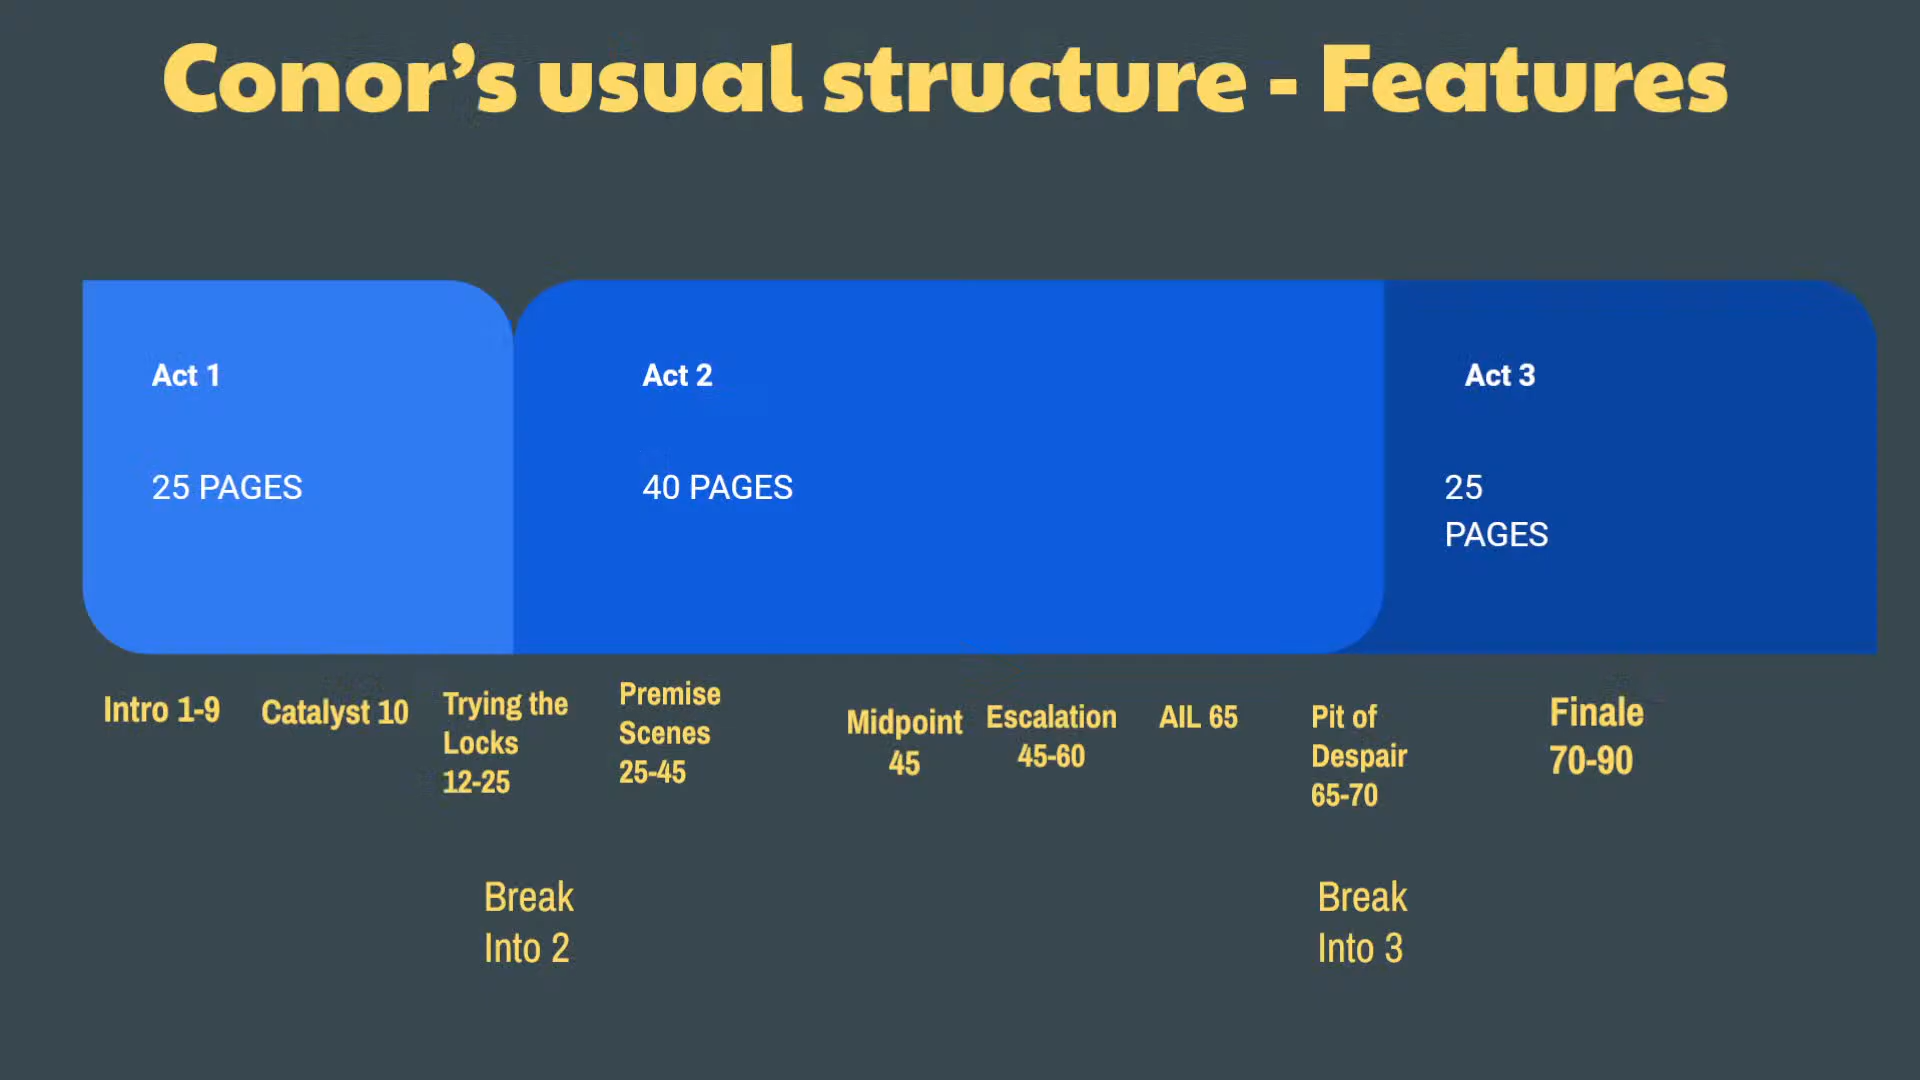 Conor’s usual structure - Features
Act 1
25 PAGES
Act 2
40 PAGES
Act 3
25
PAGES
Intro 1-9
Catalyst 10
Trying the
Locks
12-25
Premise
Scenes
25-45
Midpoint
45
Escalation
45-60
AIL 65
Pit of
Despair
65-70
Finale
70-90
Break
Into 2
Break
Into 3